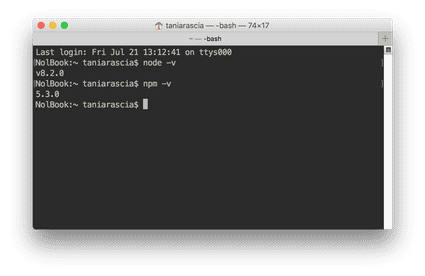 taniarascia — -bash — 74×17
~ — -bash
+
Last login: Fri Jul 21 13:12:41 on ttys000
[NolBook:~ taniarascia$ node -v
v8.2.0
[NolBook:~ taniarascia$ npm -v
5.3.0
NolBook:~ taniarascia$